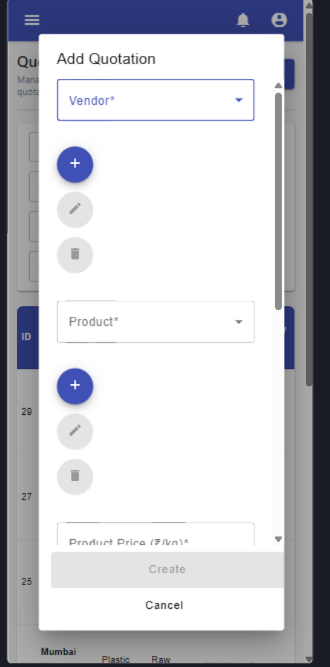 Quo
Mana
quota
Add Quotation
Vendor*
+
Product*
+
Product Price (₹/kg)*
Create
Cancel
ID
29
27
25
Mumbai
Plastic Raw